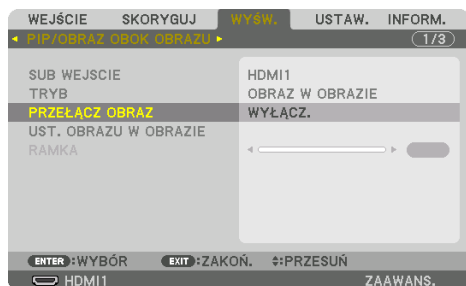 WEJŚCIE SKORYGUJ WYŚW. USTAW. INFORM.
PIP/OBRAZ OBOK OBRAZU 1/3
SUB WEJSCIE HDMI1
TRYB OBRAZ W OBRAZIE
PRZEŁĄCZ OBRAZ WYŁĄCZ.
UST. OBRAZU W OBRAZIE
RAMKA
ENTER :WYBÓR EXIT :ZAKOŃ. :PRZESUŃ
HDMI1 ZAAWANS.